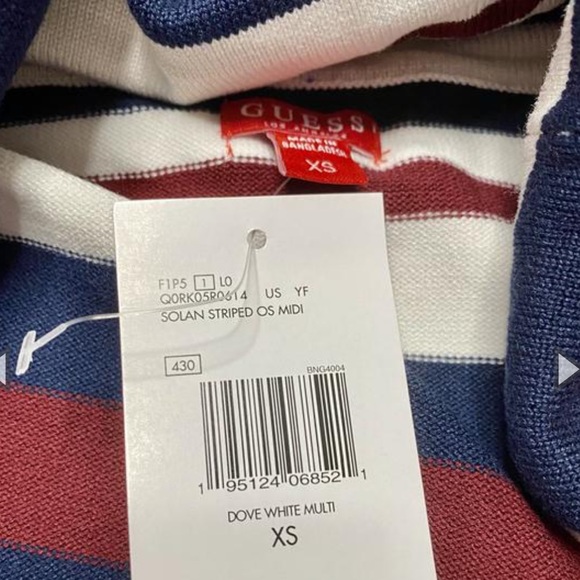 GUESS
LOS ANGELES
MADE IN
BANGLADESH
XS
F1P5 1 L0
Q0RK05R0614 US YF
SOLAN STRIPED OS MIDI
430
BNG4004
1 95124 06852 1
DOVE WHITE MULTI
XS